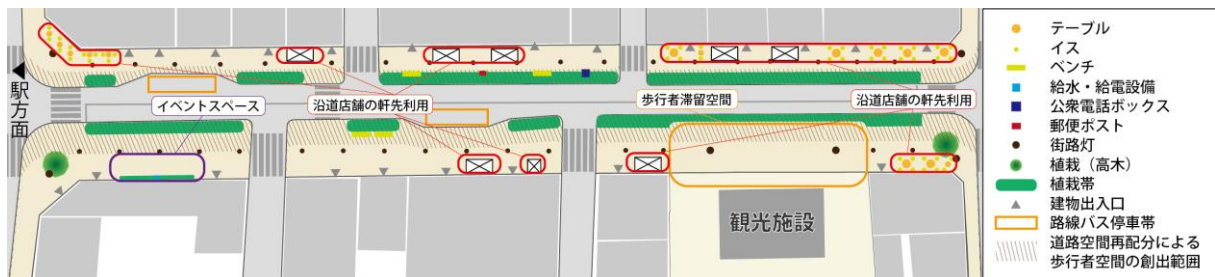 ◀駅方面
イベントスペース
沿道店舗の軒先利用
歩行者滞留空間
沿道店舗の軒先利用
観光施設
テーブル
イス
ベンチ
給水・給電設備
公衆電話ボックス
郵便ポスト
街路灯
植栽（高木）
植栽帯
建物出入口
路線バス停車帯
道路空間再配分による
歩行者空間の創出範囲